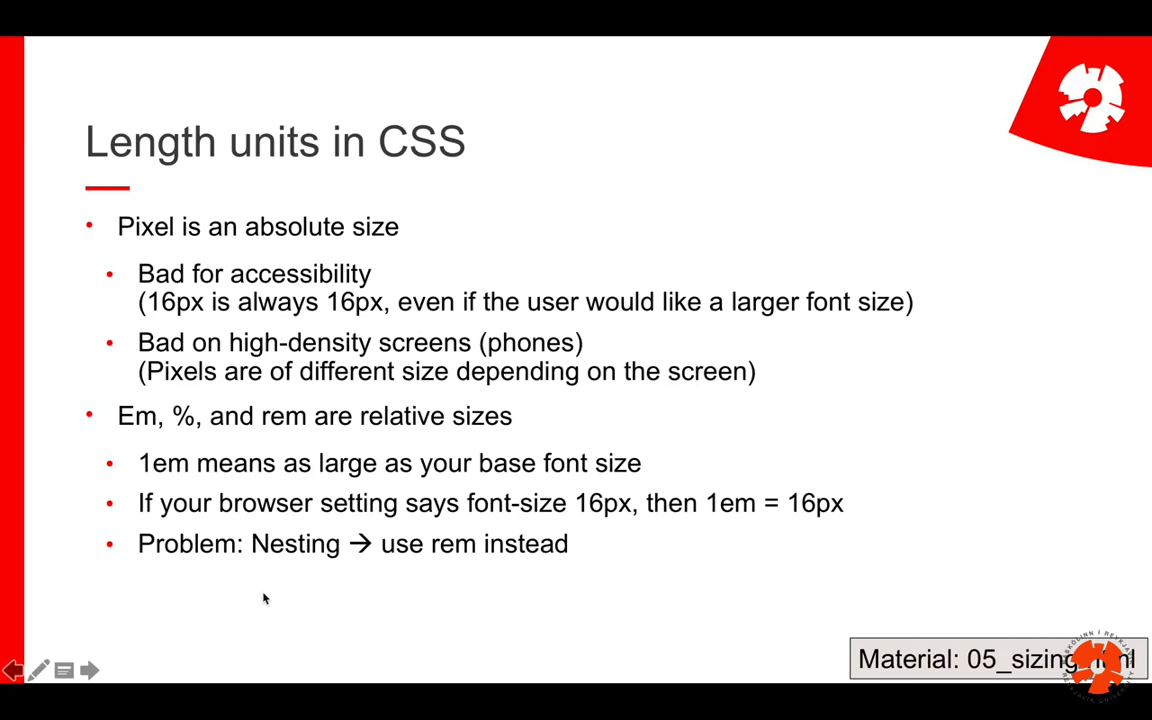 Length units in CSS
• Pixel is an absolute size
• Bad for accessibility
(16px is always 16px, even if the user would like a larger font size)
• Bad on high-density screens (phones)
(Pixels are of different size depending on the screen)
• Em, %, and rem are relative sizes
• 1em means as large as your base font size
• If your browser setting says font-size 16px, then 1em = 16px
• Problem: Nesting → use rem instead
Material: